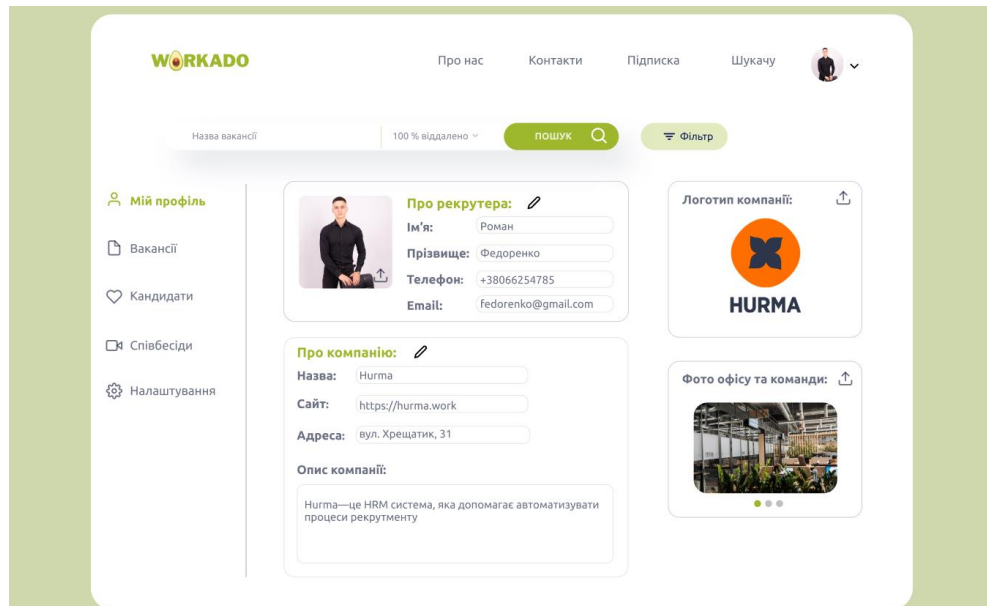 WORKADO
Про нас
Контакти
Підписка
Шукачу
Назва вакансії
100 % віддалено
ПОШУК
Фільтр
Мій профіль
Вакансії
Кандидати
Співбесіди
Налаштування
Про рекрутера:
Ім'я: Роман
Прізвище: Федоренко
Телефон: +38066254785
Email: fedorenko@gmail.com
Про компанію:
Назва: Hurma
Сайт: https://hurma.work
Адреса: вул. Хрещатик, 31
Опис компанії:
Hurma—це HRM система, яка допомагає автоматизувати
процеси рекрутменту
Логотип компанії:
HURMA
Фото офісу та команди: